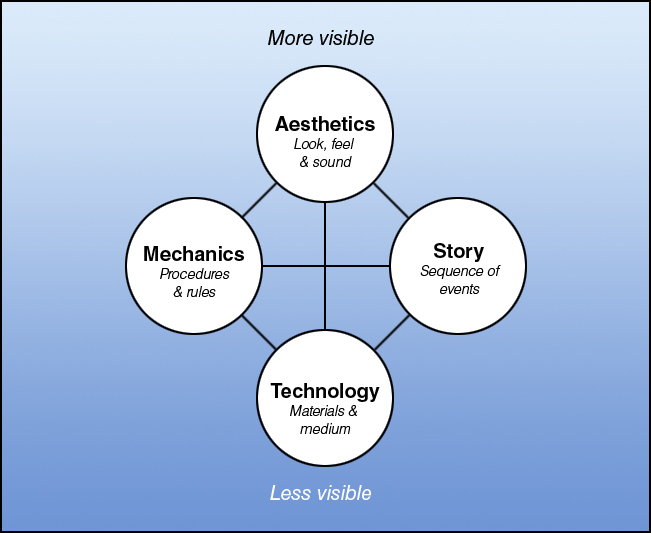 More visible
Aesthetics
Look, feel
& sound
Mechanics
Procedures
& rules
Story
Sequence of
events
Technology
Materials &
medium
Less visible